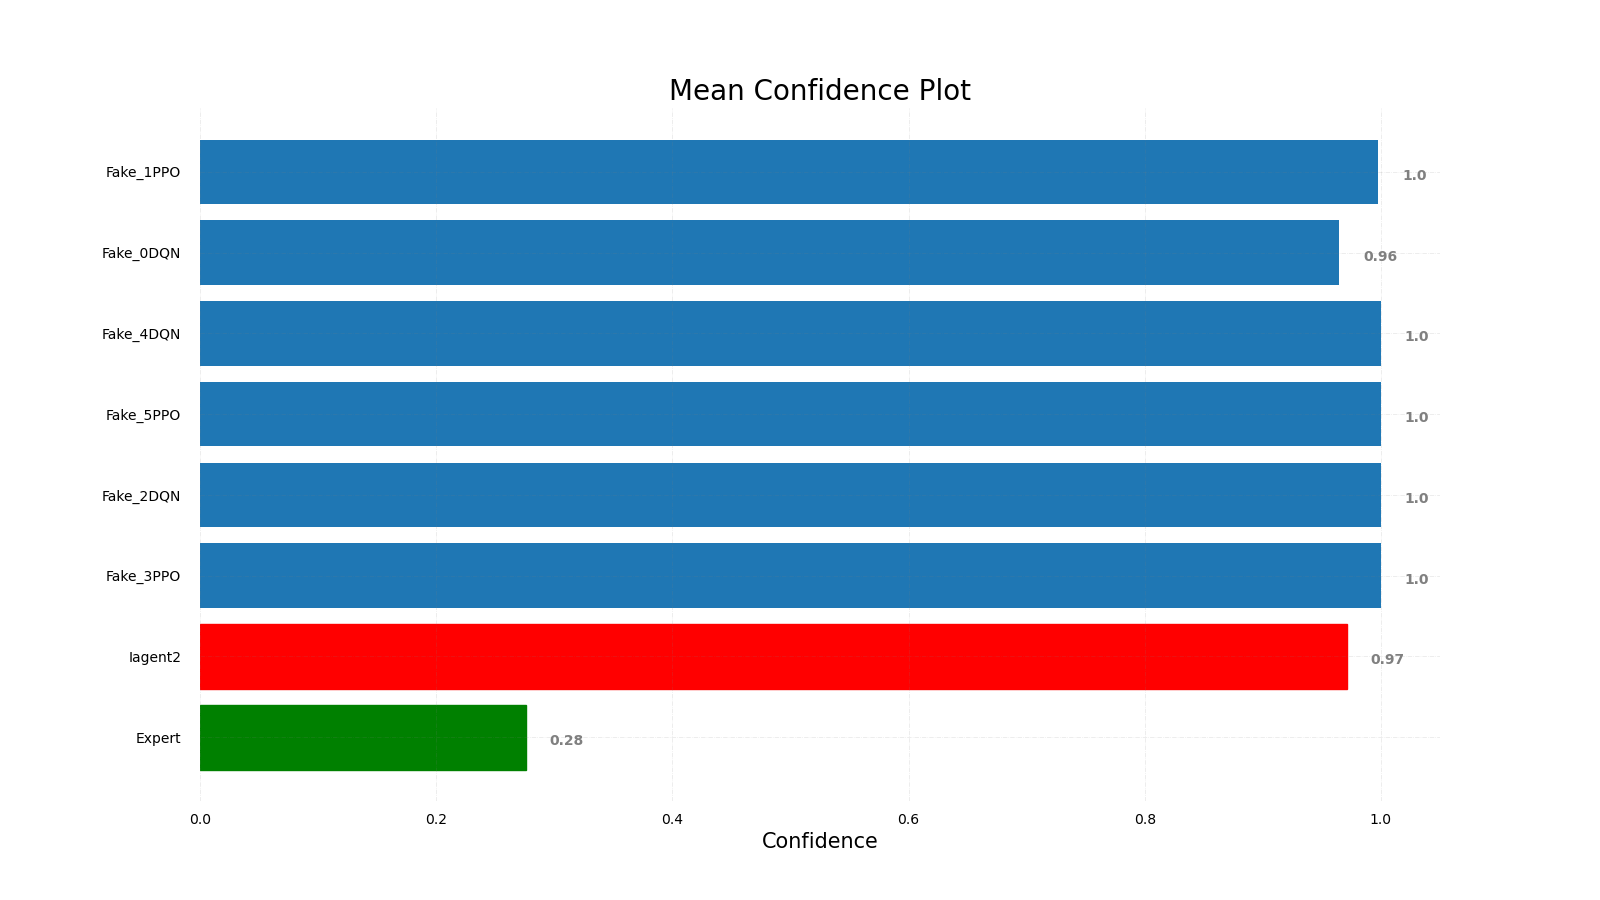 Mean Confidence Plot
Fake_1PPO 1.0
Fake_0DQN 0.96
Fake_4DQN 1.0
Fake_5PPO 1.0
Fake_2DQN 1.0
Fake_3PPO 1.0
Iagent2 0.97
Expert 0.28
0.0 0.2 0.4 0.6 0.8 1.0
Confidence